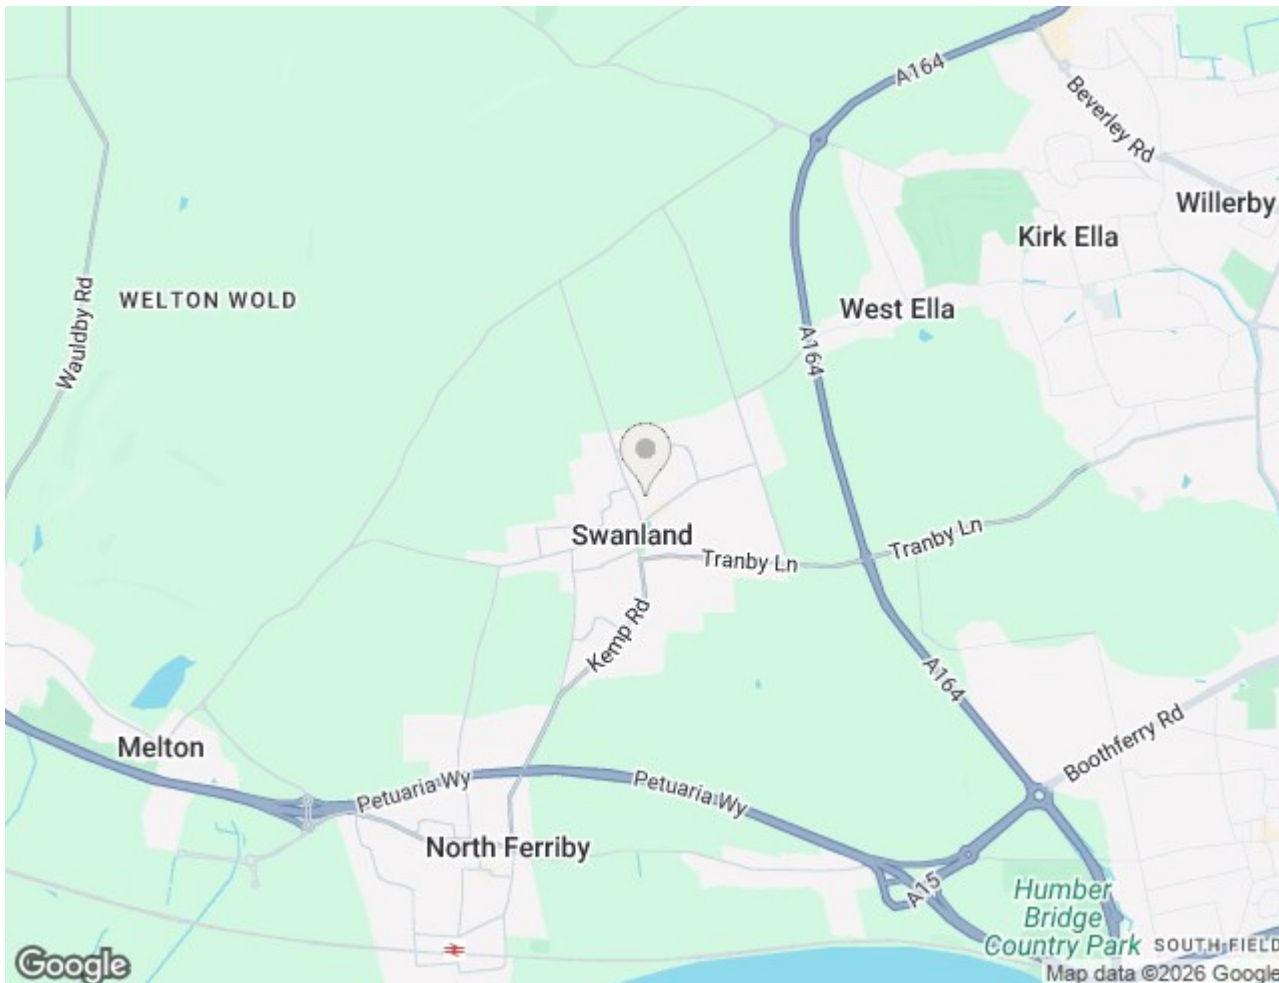 A164
Beverley Rd
Willerby
Kirk Ella
Wauldby Rd
WELTON WOLD
West Ella
A164
Swanland
Tranby Ln
Tranby Ln
Kemp Rd
A164
Boothferry Rd
Melton
Petuaria Wy
Petuaria Wy
North Ferriby
A15
Humber
Bridge
Country Park
SOUTH FIELD
Google
Map data ©2026 Google